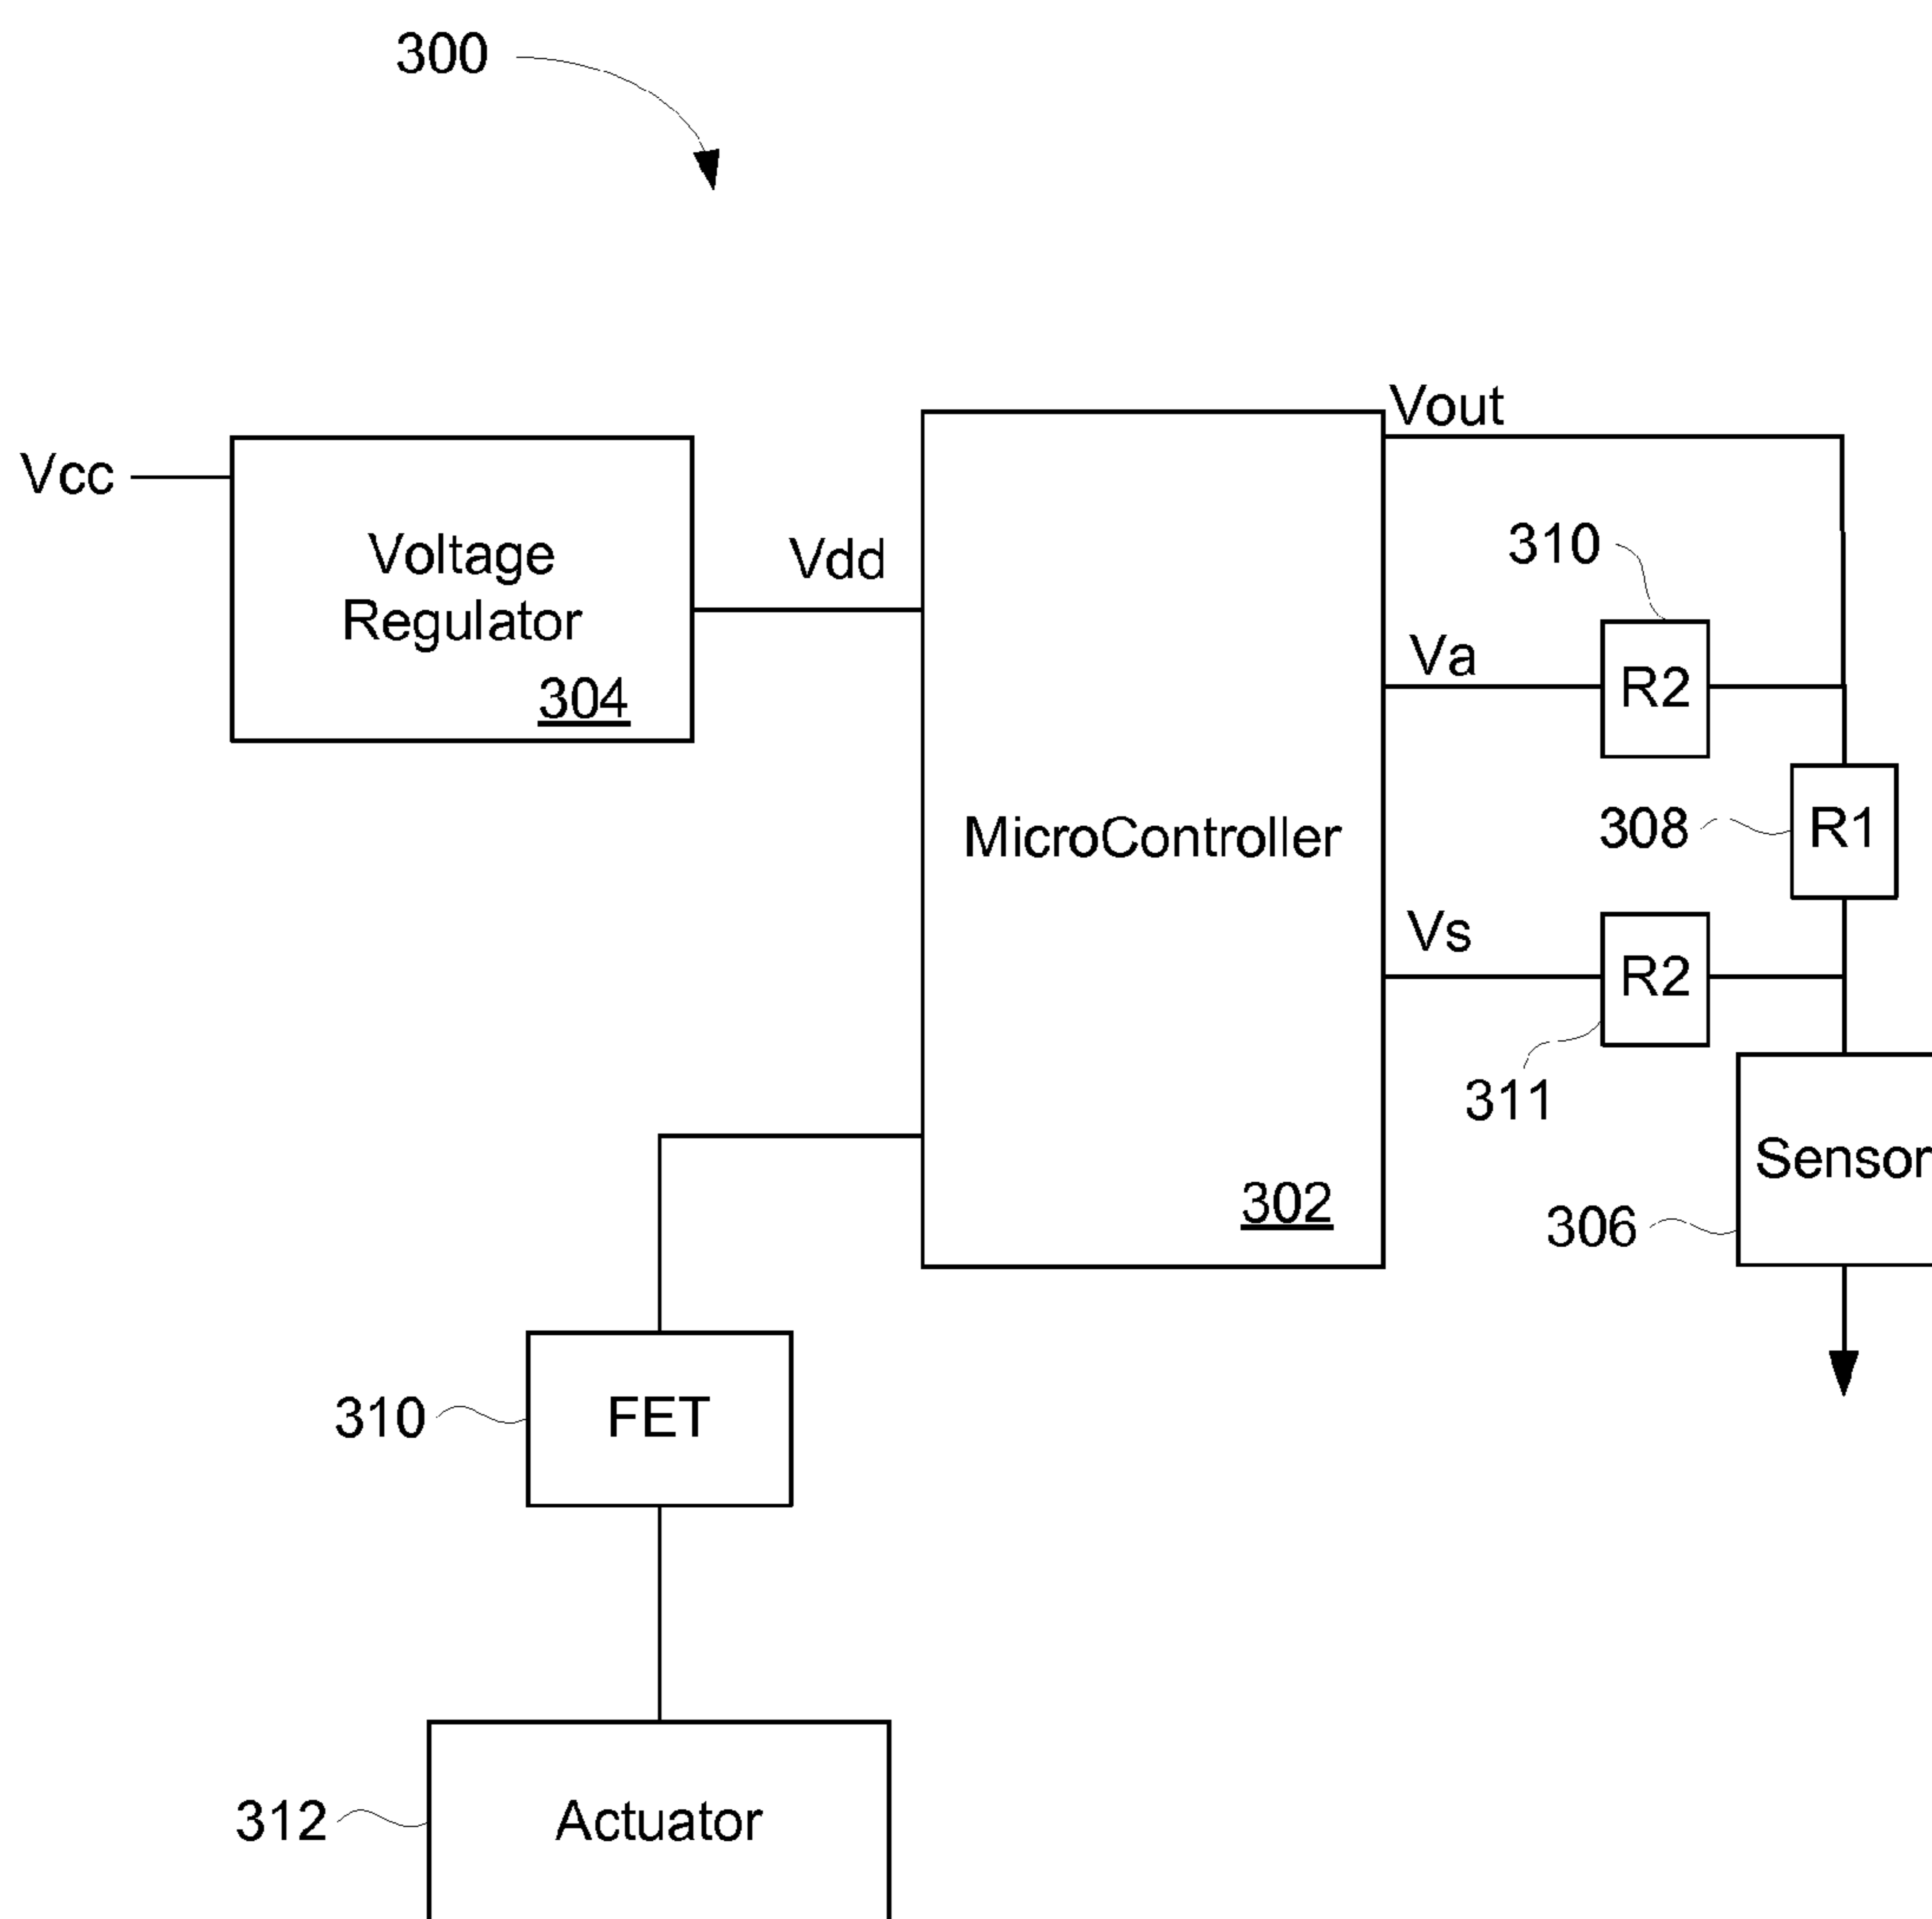 300
Vout
Vcc
Voltage
Regulator
304
Vdd
310
Va
R2
MicroController
308
R1
Vs
R2
311
Sensor
302
306
310
FET
312
Actuator